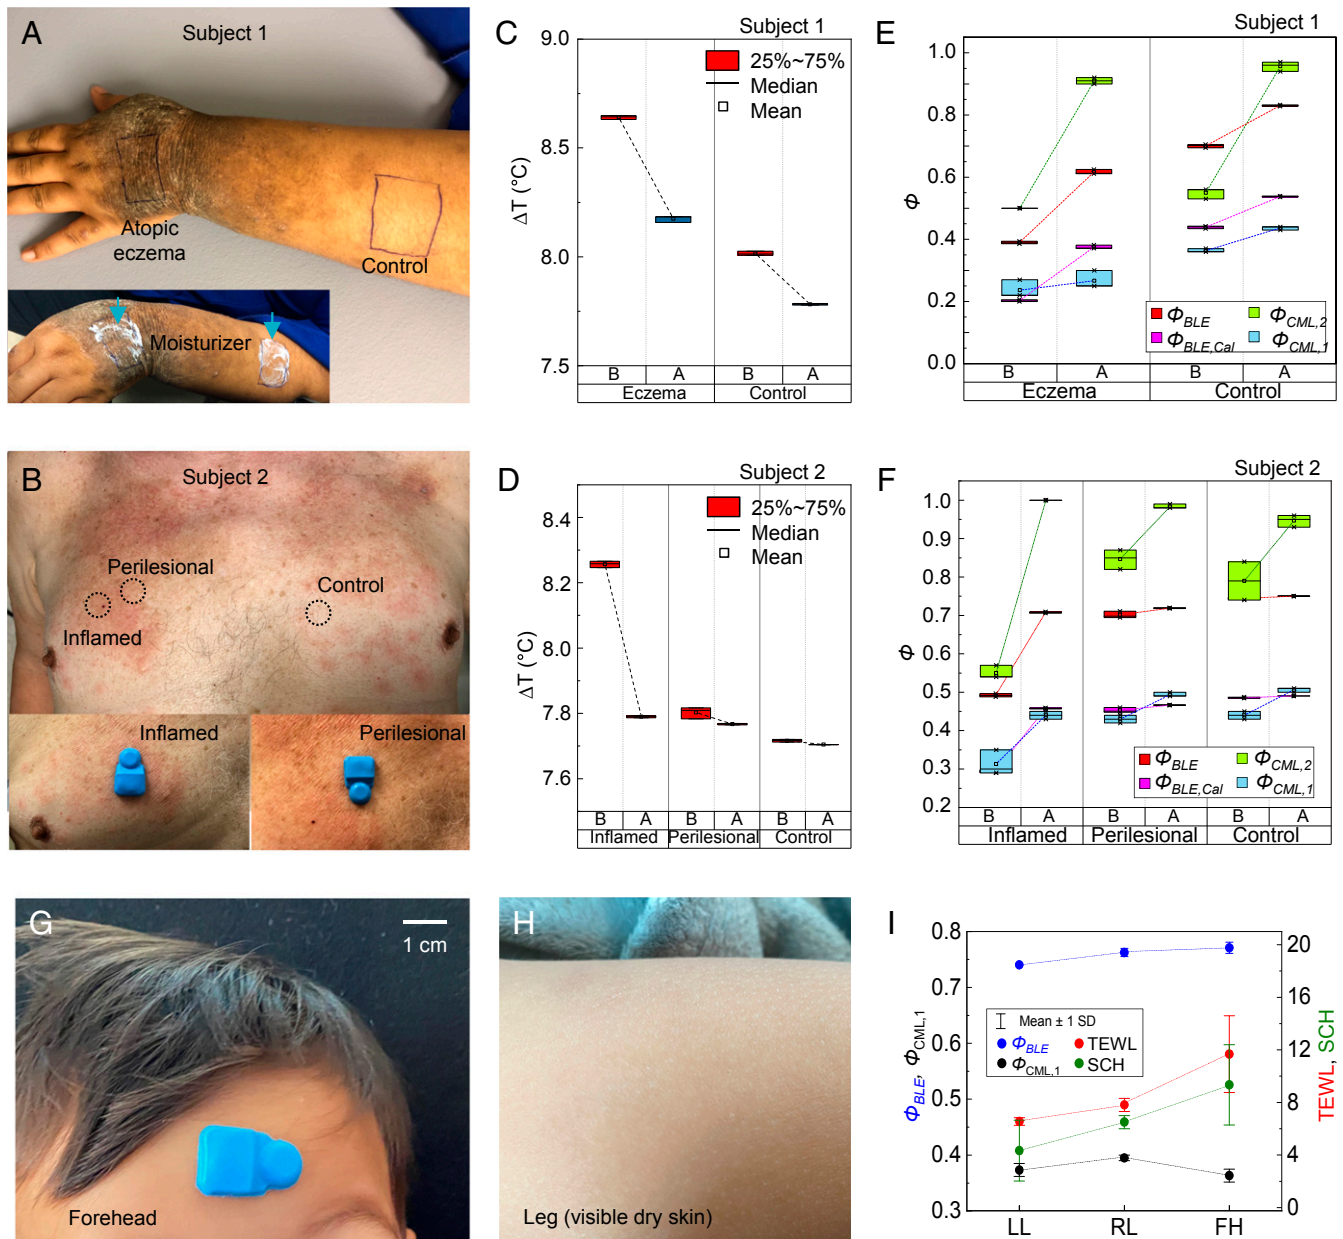 A
Subject 1
Atopic
eczema
Control
Moisturizer
B
Subject 2
Perilesional
Control
Inflamed
Inflamed
Perilesional
C
Subject 1
9.0
8.5
8.0
7.5
ΔT (°C)
25%~75%
Median
Mean
B A B A
Eczema Control
D
Subject 2
8.4
8.2
8.0
7.8
7.6
ΔT (°C)
25%~75%
Median
Mean
B A B A B A
Inflamed Perilesional Control
E
Subject 1
1.0
0.8
0.6
0.4
0.2
0.0
Φ
Φ_BLE Φ_CML,2
Φ_BLE,Cal Φ_CML,1
B A B A
Eczema Control
F
Subject 2
1.0
0.9
0.8
0.7
0.6
0.5
0.4
0.3
0.2
Φ
Φ_BLE Φ_CML,2
Φ_BLE,Cal Φ_CML,1
B A B A B A
Inflamed Perilesional Control
G
1 cm
Forehead
H
Leg (visible dry skin)
I
0.8
0.7
0.6
0.5
0.4
0.3
Φ_BLE, Φ_CML,1
Mean ± 1 SD
Φ_BLE TEWL
Φ_CML,1 SCH
20
16
12
8
4
0
TEWL, SCH
LL RL FH